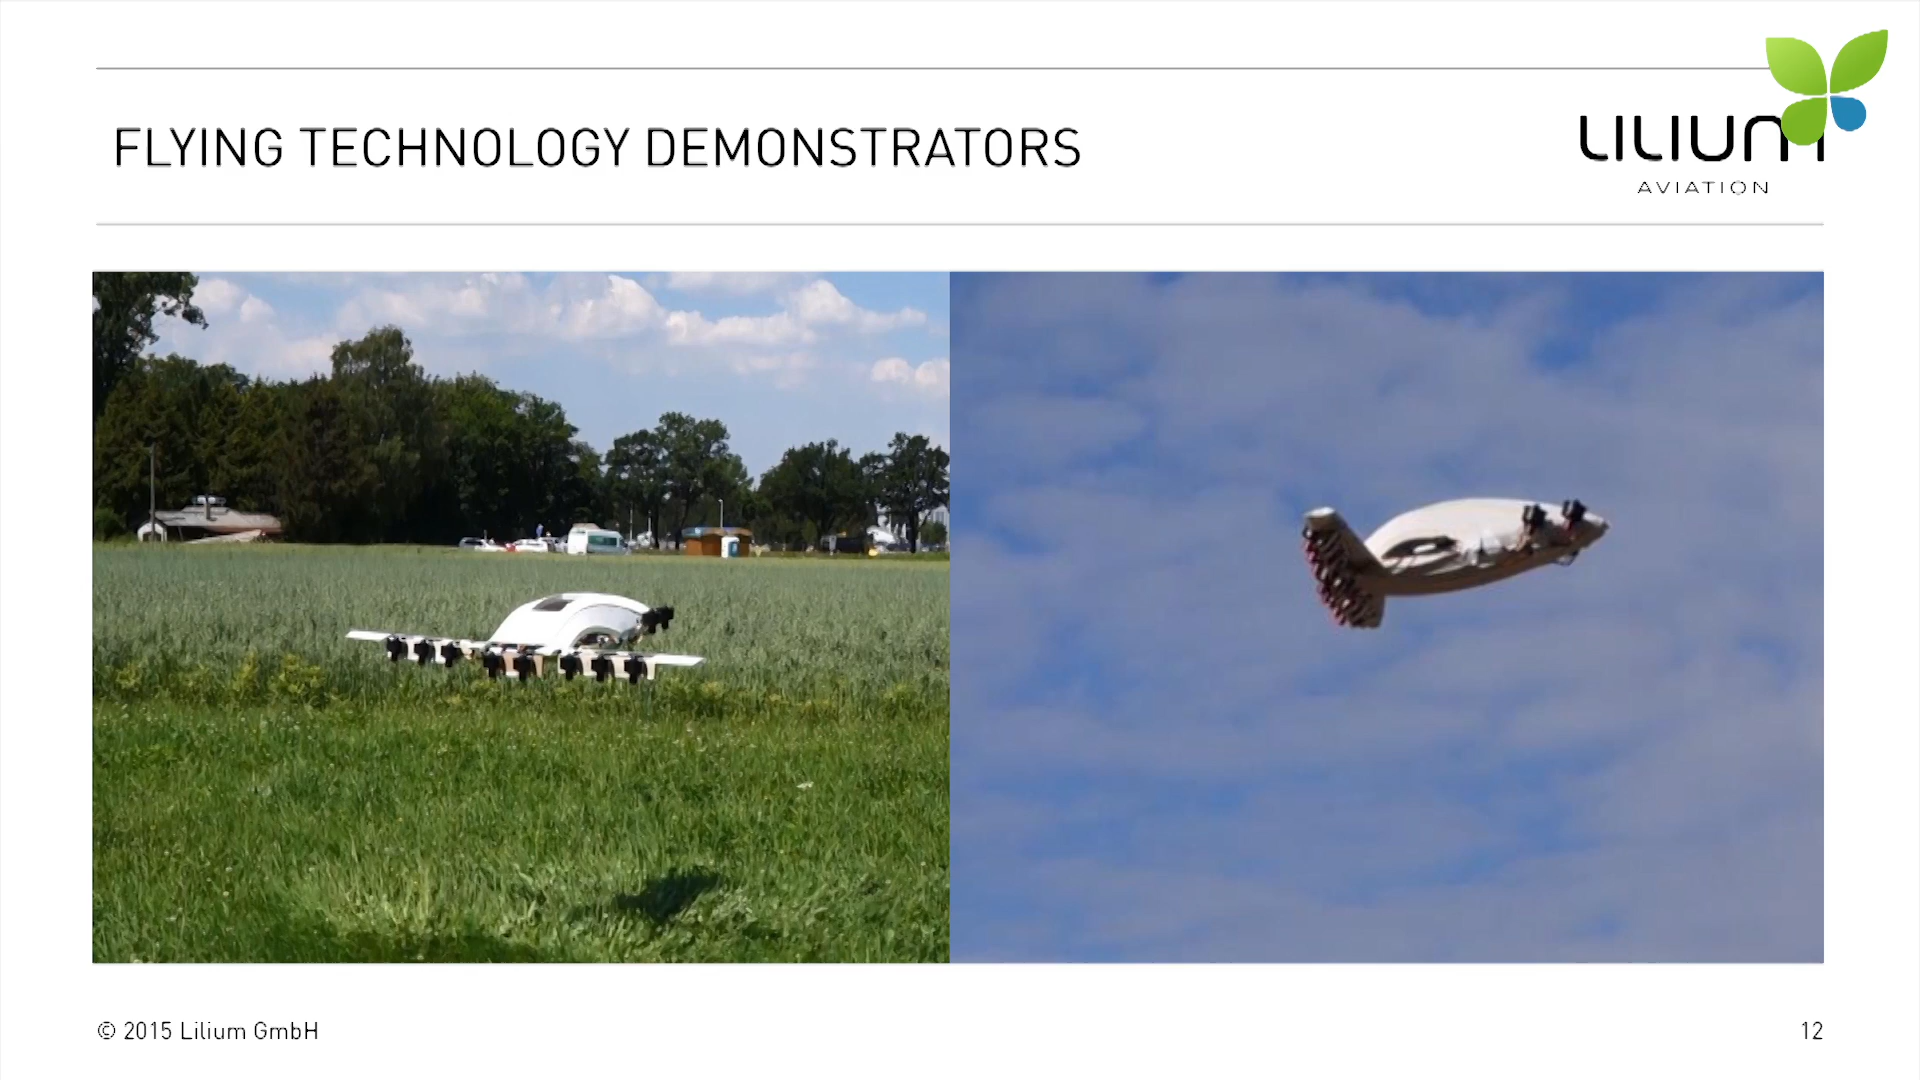 FLYING TECHNOLOGY DEMONSTRATORS
LILIUM
AVIATION
© 2015 Lilium GmbH
12